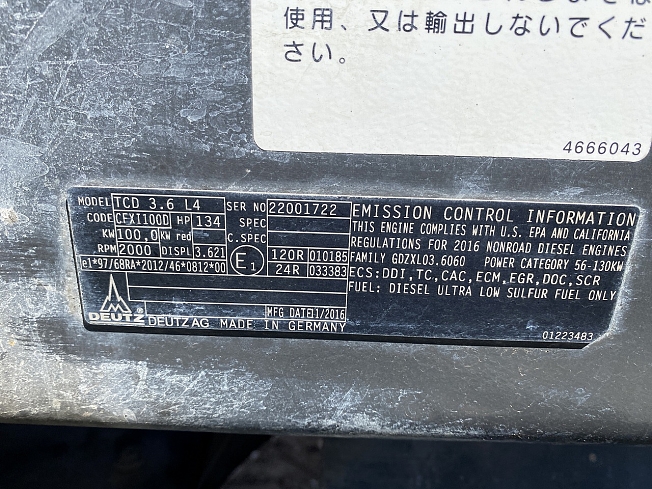 使用、又は輸出しないでくだ
さい。
4666043
MODEL TCD 3.6 L4 SER NO 22001722
CODE CFX1100D HP 134 SPEC
KW 100,0 KW red C.SPEC
RPM 2000 DISPL 3.621 E1 120R 010185
e1*97/68RA*2012/46*0812*00 24R 033383
MFG DATE 11/2016
DEUTZ DEUTZ AG MADE IN GERMANY
EMISSION CONTROL INFORMATION
THIS ENGINE COMPLIES WITH U.S. EPA AND CALIFORNIA
REGULATIONS FOR 2016 NONROAD DIESEL ENGINES
FAMILY GDZXL03.6060 POWER CATEGORY 56-130KW
ECS: DDI, TC, CAC, ECM, EGR, DOC, SCR
FUEL: DIESEL ULTRA LOW SULFUR FUEL ONLY
01223483